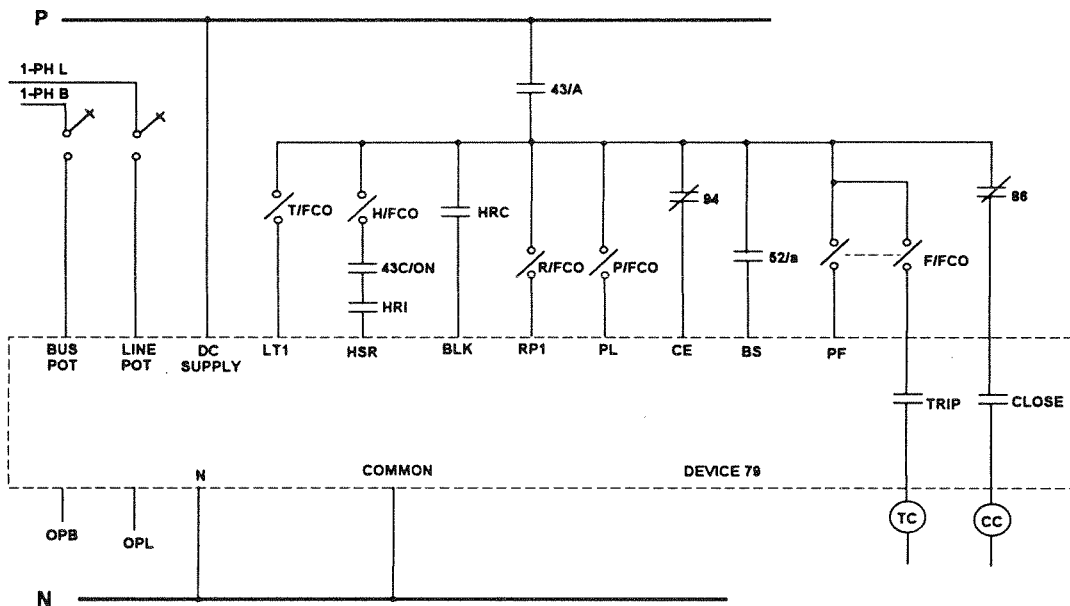 P
1-PH L
1-PH B
43/A
T/FCO
H/FCO
HRC
94
86
43C/ON
R/FCO
P/FCO
52/a
F/FCO
HRI
BUS POT
LINE POT
DC SUPPLY
LT1
HSR
BLK
RP1
PL
CE
BS
PF
TRIP
CLOSE
N
COMMON
DEVICE 79
OPB
OPL
TC
CC
N